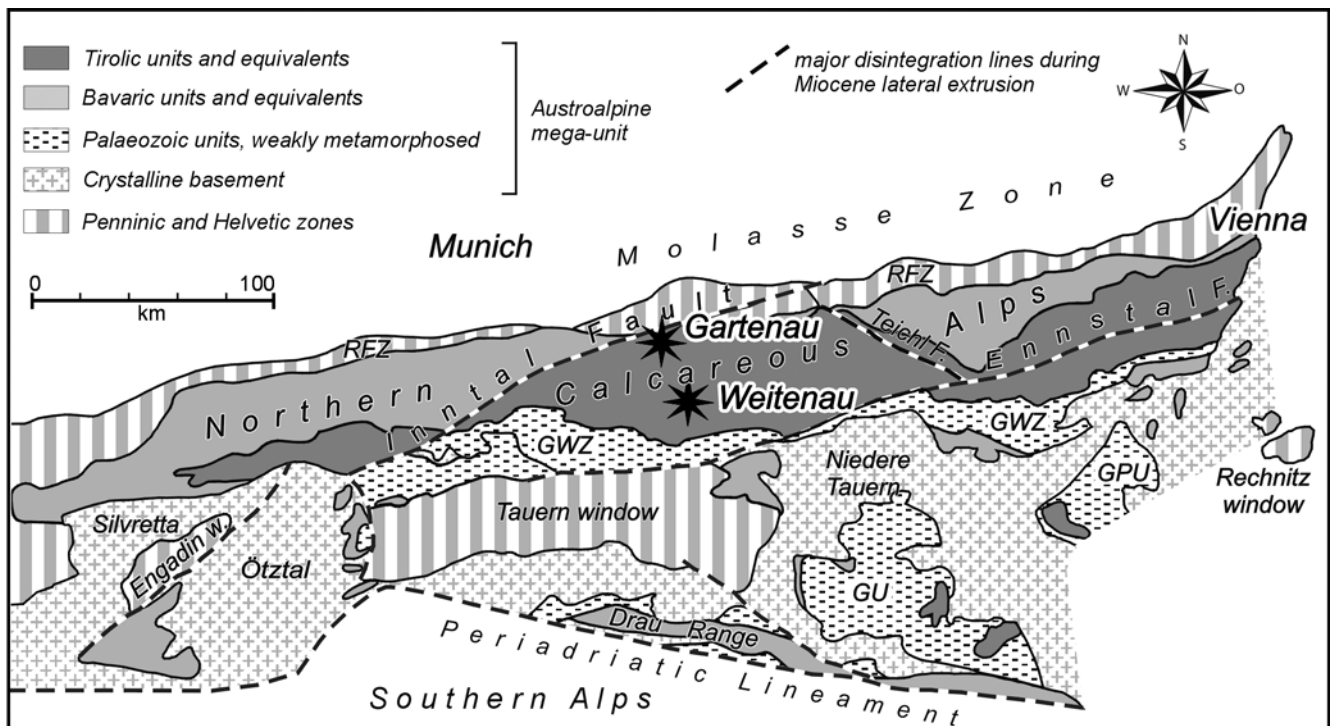 Tirolic units and equivalents
Bavaric units and equivalents
Palaeozoic units, weakly metamorphosed
Crystalline basement
Penninic and Helvetic zones
Austroalpine
mega-unit
major disintegration lines during
Miocene lateral extrusion
N
W
O
S
0
100
km
Munich
Molasse Zone
Vienna
RFZ
RFZ
Northern Calcareous Alps
Inntal Fault
Gartenau
Teichl F.
Ennstal F.
Weitenau
GWZ
GWZ
Niedere
Tauern
GPU
Rechnitz
window
Silvretta
Engadin w.
Ötztal
Tauern window
GU
Drau Range
Periadriatic Lineament
Southern Alps